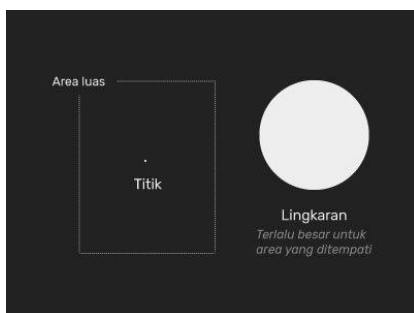 Area luas
Titik
Lingkaran
Terlalu besar untuk
area yang ditempati